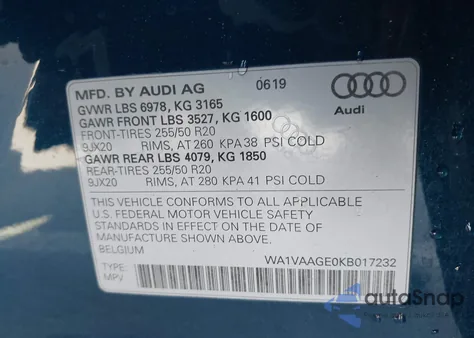 MFD. BY AUDI AG 0619
GVWR LBS 6978, KG 3165
GAWR FRONT LBS 3527, KG 1600
FRONT-TIRES 255/50 R20
9JX20 RIMS, AT 260 KPA 38 PSI COLD
GAWR REAR LBS 4079, KG 1850
REAR-TIRES 255/50 R20
9JX20 RIMS, AT 280 KPA 41 PSI COLD
Audi
THIS VEHICLE CONFORMS TO ALL APPLICABLE
U.S. FEDERAL MOTOR VEHICLE SAFETY
STANDARDS IN EFFECT ON THE DATE OF
MANUFACTURE SHOWN ABOVE.
BELGIUM
WA1VAAGE0KB017232
TYPE:
MPV
autoSnap